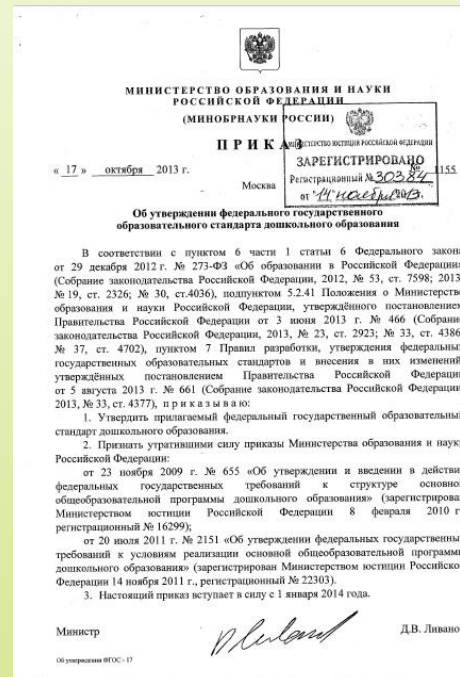 МИНИСТЕРСТВО ОБРАЗОВАНИЯ И НАУКИ
РОССИЙСКОЙ ФЕДЕРАЦИИ
(МИНОБРНАУКИ РОССИИ)
ПРИКАЗ
МИНИСТЕРСТВО ЮСТИЦИИ РОССИЙСКОЙ ФЕДЕРАЦИИ
ЗАРЕГИСТРИРОВАНО
Регистрационный № 30384
от "14" ноября 2013.
« 17 » октября 2013 г.
№ 1155
Москва
Об утверждении федерального государственного
образовательного стандарта дошкольного образования
В соответствии с пунктом 6 части 1 статьи 6 Федерального закона
от 29 декабря 2012 г. № 273-ФЗ «Об образовании в Российской Федерации»
(Собрание законодательства Российской Федерации, 2012, № 53, ст. 7598; 2013,
№ 19, ст. 2326; № 30, ст.4036), подпунктом 5.2.41 Положения о Министерстве
образования и науки Российской Федерации, утверждённого постановлением
Правительства Российской Федерации от 3 июня 2013 г. № 466 (Собрание
законодательства Российской Федерации, 2013, № 23, ст. 2923; № 33, ст. 4386;
№ 37, ст. 4702), пунктом 7 Правил разработки, утверждения федеральных
государственных образовательных стандартов и внесения в них изменений,
утверждённых постановлением Правительства Российской Федерации
от 5 августа 2013 г. № 661 (Собрание законодательства Российской Федерации,
2013, № 33, ст. 4377), п р и к а з ы в а ю:
1. Утвердить прилагаемый федеральный государственный образовательный
стандарт дошкольного образования.
2. Признать утратившими силу приказы Министерства образования и науки
Российской Федерации:
от 23 ноября 2009 г. № 655 «Об утверждении и введении в действие
федеральных государственных требований к структуре основной
общеобразовательной программы дошкольного образования» (зарегистрирован
Министерством юстиции Российской Федерации 8 февраля 2010 г.,
регистрационный № 16299);
от 20 июля 2011 г. № 2151 «Об утверждении федеральных государственных
требований к условиям реализации основной общеобразовательной программы
дошкольного образования» (зарегистрирован Министерством юстиции Российской
Федерации 14 ноября 2011 г., регистрационный № 22303).
3. Настоящий приказ вступает в силу с 1 января 2014 года.
Министр
Д.В. Ливанов
Об утверждении ФГОС - 17